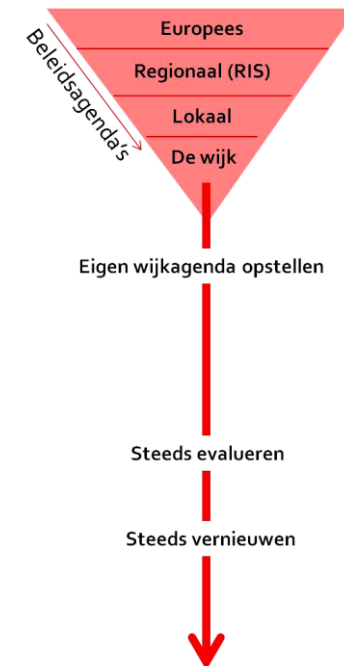 Beleidsagenda's
Europees
Regionaal (RIS)
Lokaal
De wijk
Eigen wijkagenda opstellen
Steeds evalueren
Steeds vernieuwen